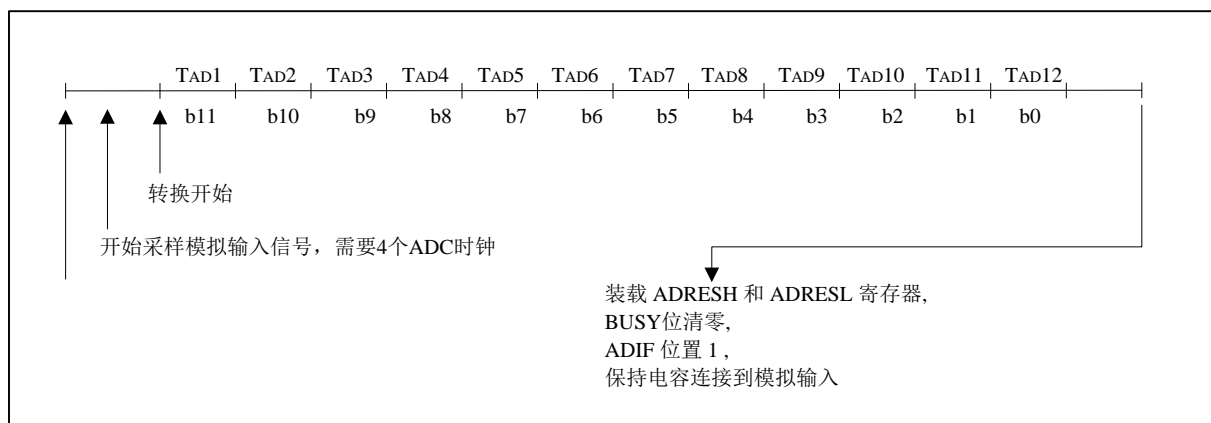 TAD1 TAD2 TAD3 TAD4 TAD5 TAD6 TAD7 TAD8 TAD9 TAD10 TAD11 TAD12
b11 b10 b9 b8 b7 b6 b5 b4 b3 b2 b1 b0
转换开始
开始采样模拟输入信号，需要4个ADC时钟
装载 ADRESH 和 ADRESL 寄存器,
BUSY位清零,
ADIF 位置 1 ,
保持电容连接到模拟输入